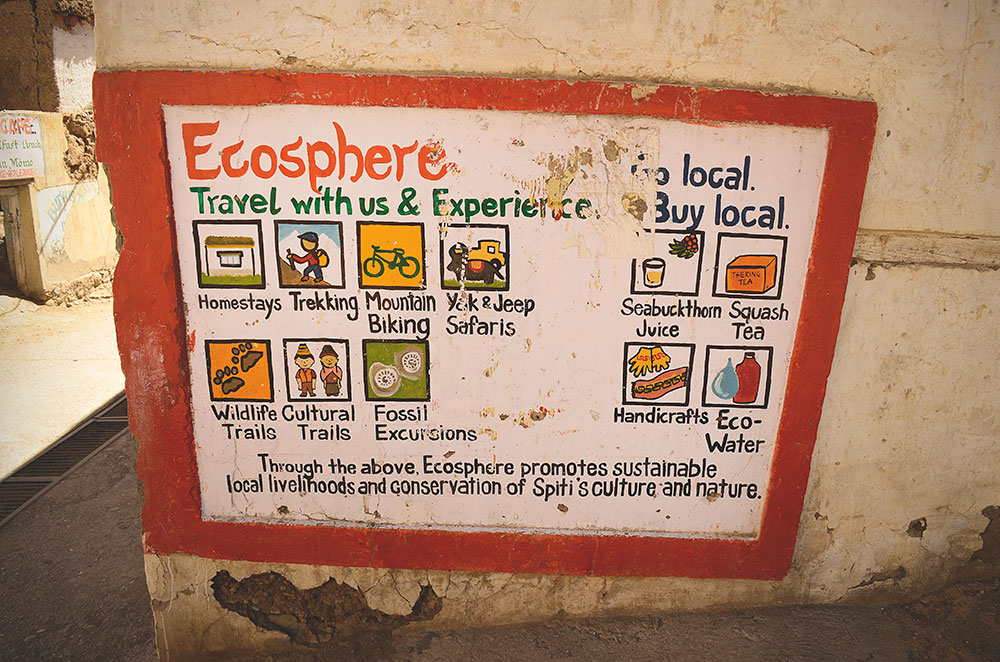 Ecosphere
Travel with us & Experience.
Homestays
Trekking
Mountain
Biking
Yak & Jeep
Safaris
Wildlife
Trails
Cultural
Trails
Fossil
Excursions
Go local.
Buy local.
TSERING
TEA
Seabuckthorn
Juice
Squash
Tea
Handicrafts
Eco-
Water
Through the above, Ecosphere promotes sustainable
local livelihoods and conservation of Spiti's culture and nature.
Momo